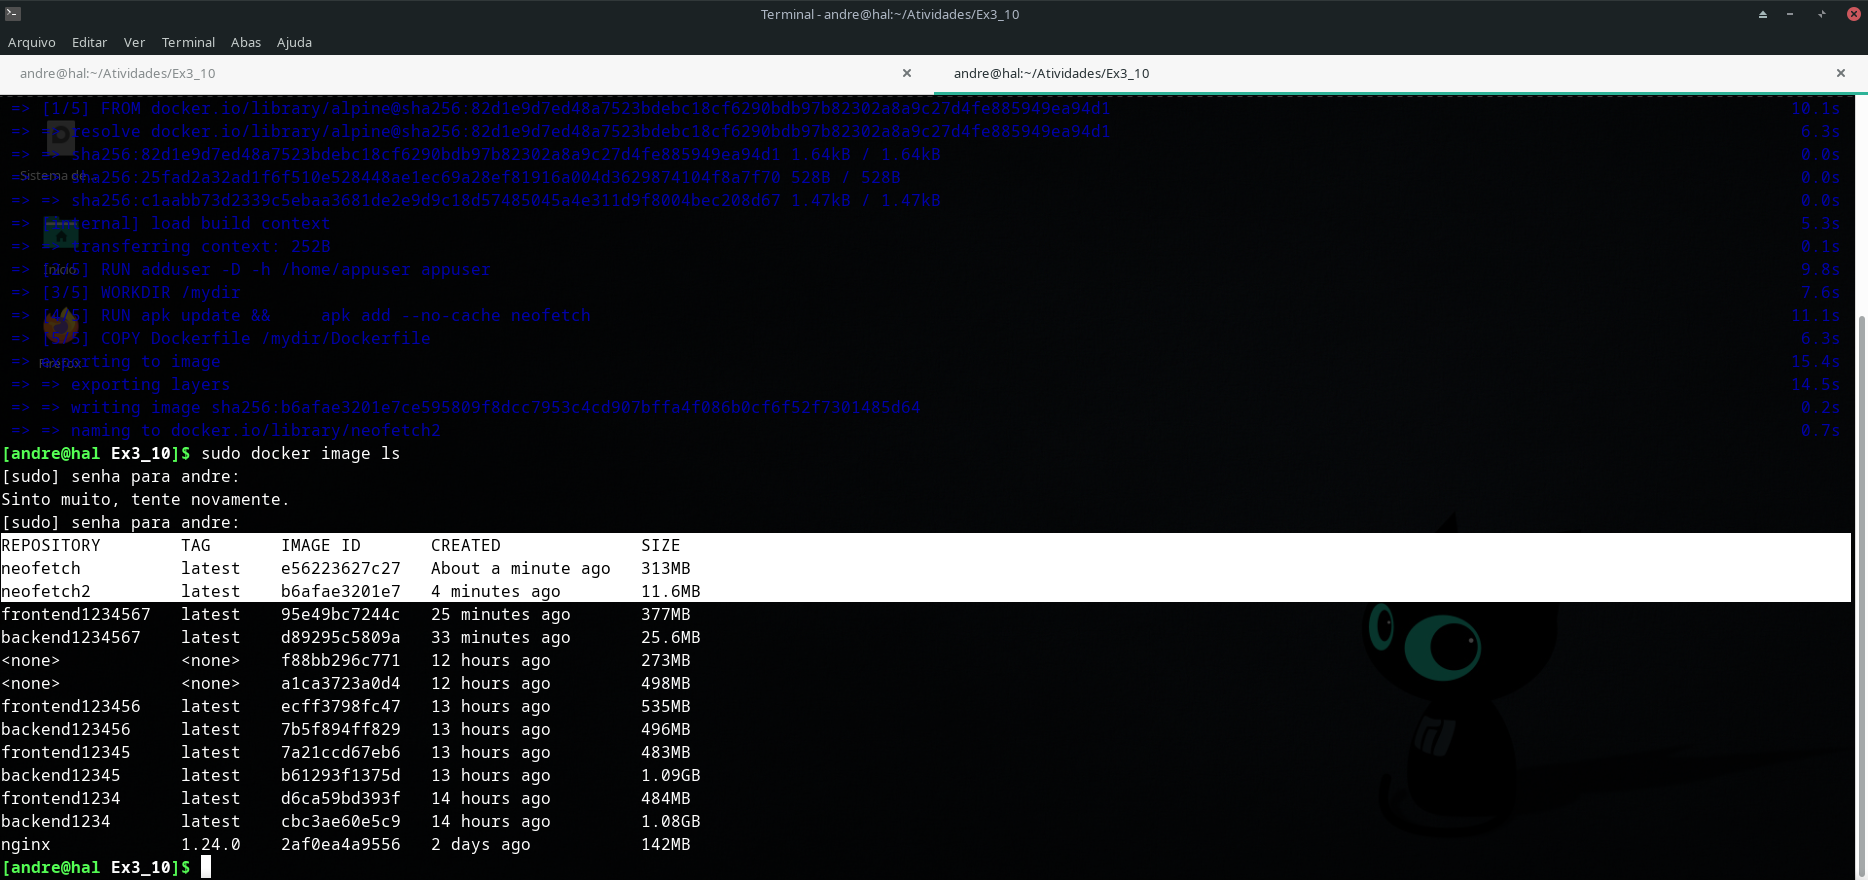 Terminal - andre@hal:~/Atividades/Ex3_10
Arquivo Editar Ver Terminal Abas Ajuda
andre@hal:~/Atividades/Ex3_10
andre@hal:~/Atividades/Ex3_10
=> [1/5] FROM docker.io/library/alpine@sha256:82d1e9d7ed48a7523bdebc18cf6290bdb97b82302a8a9c27d4fe885949ea94d1 10.1s
=> => resolve docker.io/library/alpine@sha256:82d1e9d7ed48a7523bdebc18cf6290bdb97b82302a8a9c27d4fe885949ea94d1 6.3s
=> => sha256:82d1e9d7ed48a7523bdebc18cf6290bdb97b82302a8a9c27d4fe885949ea94d1 1.64kB / 1.64kB 0.0s
Sistema de...
=> => sha256:25fad2a32ad1f6f510e528448ae1ec69a28ef81916a004d3629874104f8a7f70 528B / 528B 0.0s
=> => sha256:c1aabb73d2339c5ebaa3681de2e9d9c18d57485045a4e311d9f8004bec208d67 1.47kB / 1.47kB 0.0s
=> [internal] load build context 5.3s
=> => transferring context: 252B 0.1s
Início
=> [2/5] RUN adduser -D -h /home/appuser appuser 9.8s
=> [3/5] WORKDIR /mydir 7.6s
=> [4/5] RUN apk update &&     apk add --no-cache neofetch 11.1s
=> [5/5] COPY Dockerfile /mydir/Dockerfile 6.3s
Firefox
=> exporting to image 15.4s
=> => exporting layers 14.5s
=> => writing image sha256:b6afae3201e7ce595809f8dcc7953c4cd907bffa4f086b0cf6f52f7301485d64 0.2s
=> => naming to docker.io/library/neofetch2 0.7s
[andre@hal Ex3_10]$ sudo docker image ls
[sudo] senha para andre:
Sinto muito, tente novamente.
[sudo] senha para andre:
REPOSITORY TAG IMAGE ID CREATED SIZE
neofetch latest e56223627c27 About a minute ago 313MB
neofetch2 latest b6afae3201e7 4 minutes ago 11.6MB
frontend1234567 latest 95e49bc7244c 25 minutes ago 377MB
backend1234567 latest d89295c5809a 33 minutes ago 25.6MB
<none> <none> f88bb296c771 12 hours ago 273MB
<none> <none> a1ca3723a0d4 12 hours ago 498MB
frontend123456 latest ecff3798fc47 13 hours ago 535MB
backend123456 latest 7b5f894ff829 13 hours ago 496MB
frontend12345 latest 7a21ccd67eb6 13 hours ago 483MB
backend12345 latest b61293f1375d 13 hours ago 1.09GB
frontend1234 latest d6ca59bd393f 14 hours ago 484MB
backend1234 latest cbc3ae60e5c9 14 hours ago 1.08GB
nginx 1.24.0 2af0ea4a9556 2 days ago 142MB
[andre@hal Ex3_10]$